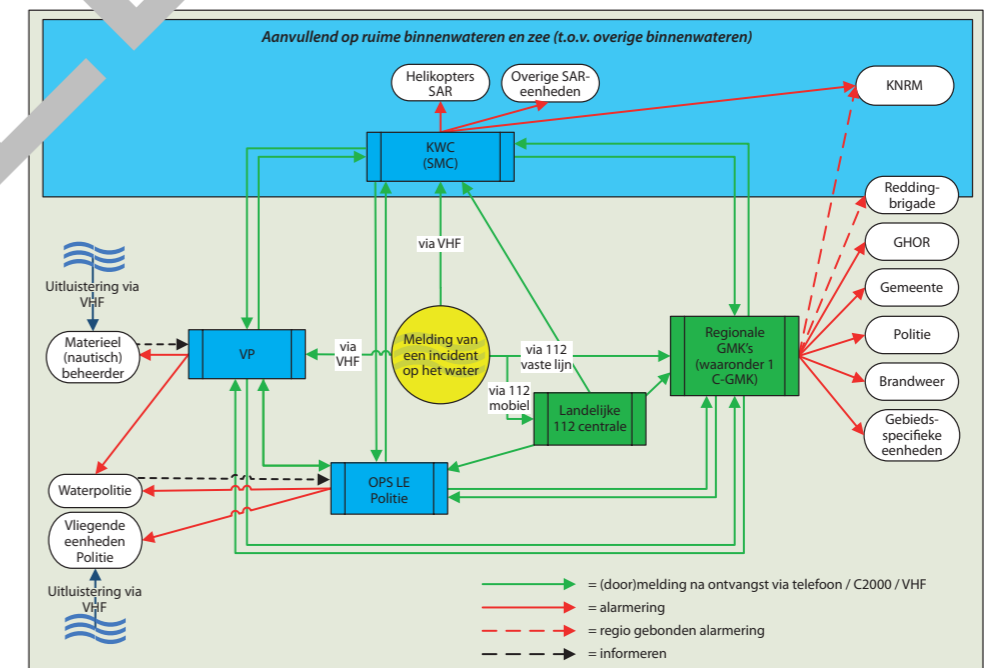 Aanvullend op ruime binnenwateren en zee (t.o.v. overige binnenwateren)
Helikopters
SAR
Overige SAR-
eenheden
KNRM
KWC
(SMC)
Redding-
brigade
GHOR
Gemeente
Politie
Brandweer
Gebieds-
specifieke
eenheden
via VHF
Uitluistering via
VHF
Materieel
(nautisch)
beheerder
VP
via
VHF
Melding van
een incident
op het water
via 112
vaste lijn
via 112
mobiel
Regionale
GMK's
(waaronder 1
C-GMK)
Landelijke
112 centrale
OPS LE
Politie
Waterpolitie
Vliegende
eenheden
Politie
Uitluistering via
VHF
= (door)melding na ontvangst via telefoon / C2000 / VHF
= alarmering
= regio gebonden alarmering
= informeren